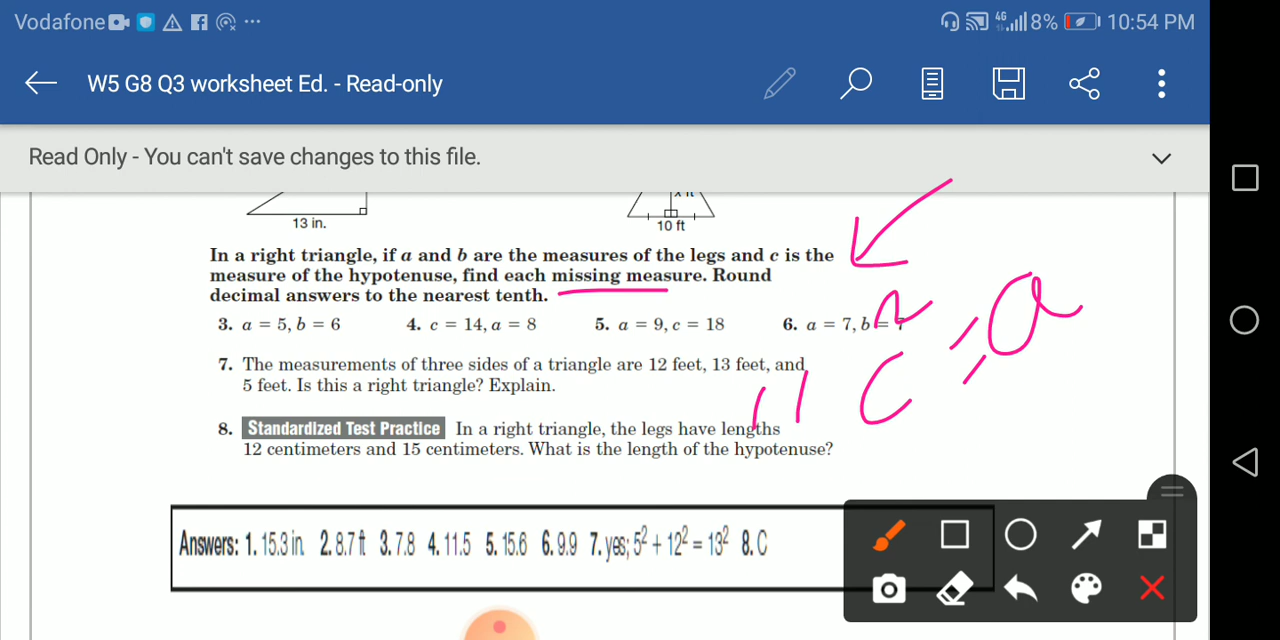 Vodafone 4G 8% 10:54 PM
W5 G8 Q3 worksheet Ed. - Read-only
Read Only - You can't save changes to this file.
13 in.
x ft
10 ft
In a right triangle, if a and b are the measures of the legs and c is the
measure of the hypotenuse, find each missing measure. Round
decimal answers to the nearest tenth.
3. a = 5, b = 6 4. c = 14, a = 8 5. a = 9, c = 18 6. a = 7, b = 7
7. The measurements of three sides of a triangle are 12 feet, 13 feet, and
5 feet. Is this a right triangle? Explain.
8. Standardized Test Practice In a right triangle, the legs have lengths
12 centimeters and 15 centimeters. What is the length of the hypotenuse?
c = a
Answers: 1. 15.3 in 2. 8.7 ft 3. 7.8 4. 11.5 5. 15.6 6. 9.9 7. yes; 5² + 12² = 13² 8. C